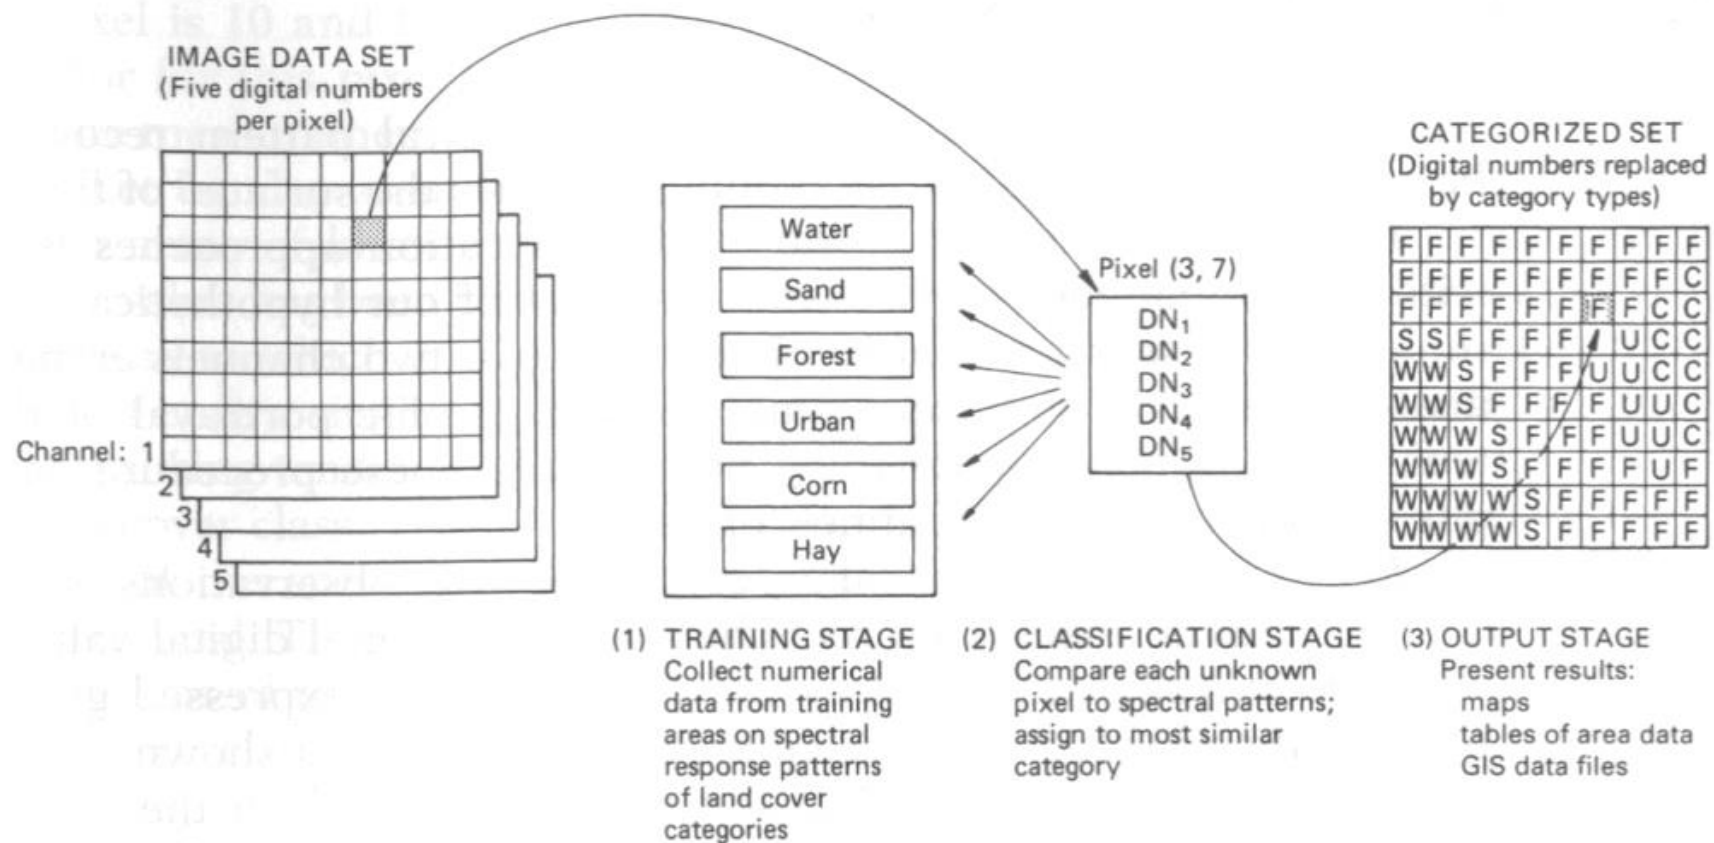 IMAGE DATA SET
(Five digital numbers
per pixel)
Channel: 1
2
3
4
5
Water
Sand
Forest
Urban
Corn
Hay
Pixel (3, 7)
DN1
DN2
DN3
DN4
DN5
CATEGORIZED SET
(Digital numbers replaced
by category types)
F F F F F F F F F F
F F F F F F F F F C
F F F F F F F F C C
S S F F F F U C C
W W S F F F U U C C
W W S F F F F U U C
W W W S F F F U U C
W W W S F F F F U F
W W W W S F F F F F
W W W W S F F F F F
(1) TRAINING STAGE
Collect numerical
data from training
areas on spectral
response patterns
of land cover
categories
(2) CLASSIFICATION STAGE
Compare each unknown
pixel to spectral patterns;
assign to most similar
category
(3) OUTPUT STAGE
Present results:
maps
tables of area data
GIS data files